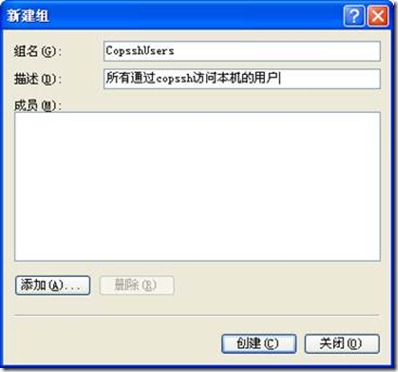 新建组
组名(G): CopsshUsers
描述(D): 所有通过copssh访问本机的用户
成员(M):
添加(A)... 删除(R)
创建(C) 关闭(O)